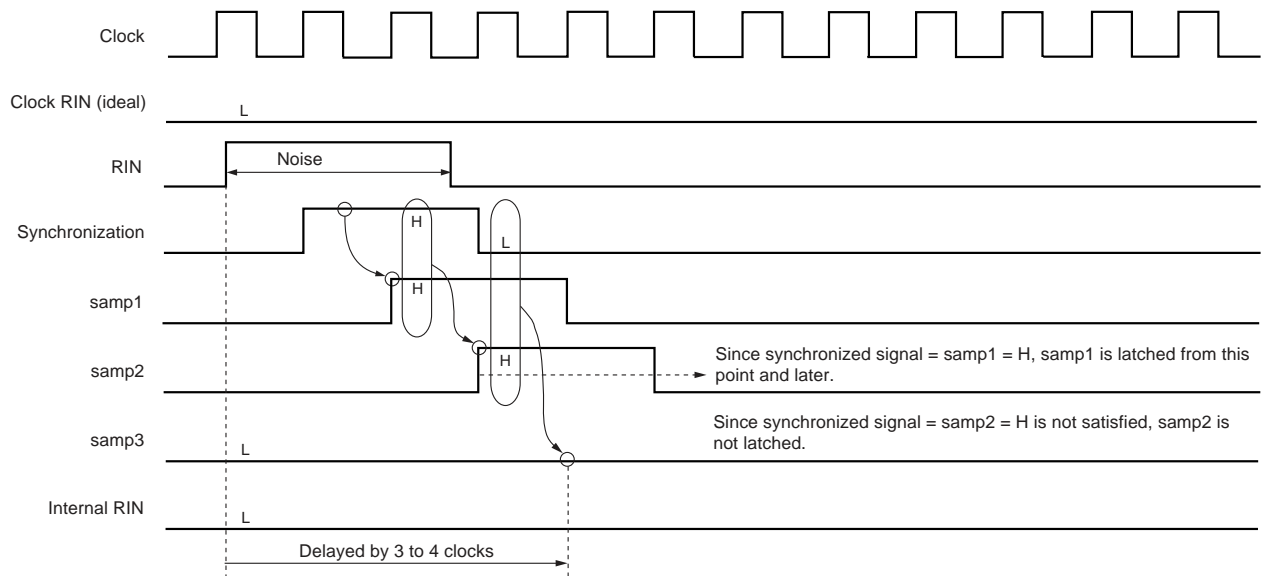 Clock
Clock RIN (ideal)
L
RIN
Noise
Synchronization
H
L
samp1
H
samp2
H
Since synchronized signal = samp1 = H, samp1 is latched from this
point and later.
samp3
L
Since synchronized signal = samp2 = H is not satisfied, samp2 is
not latched.
Internal RIN
L
Delayed by 3 to 4 clocks